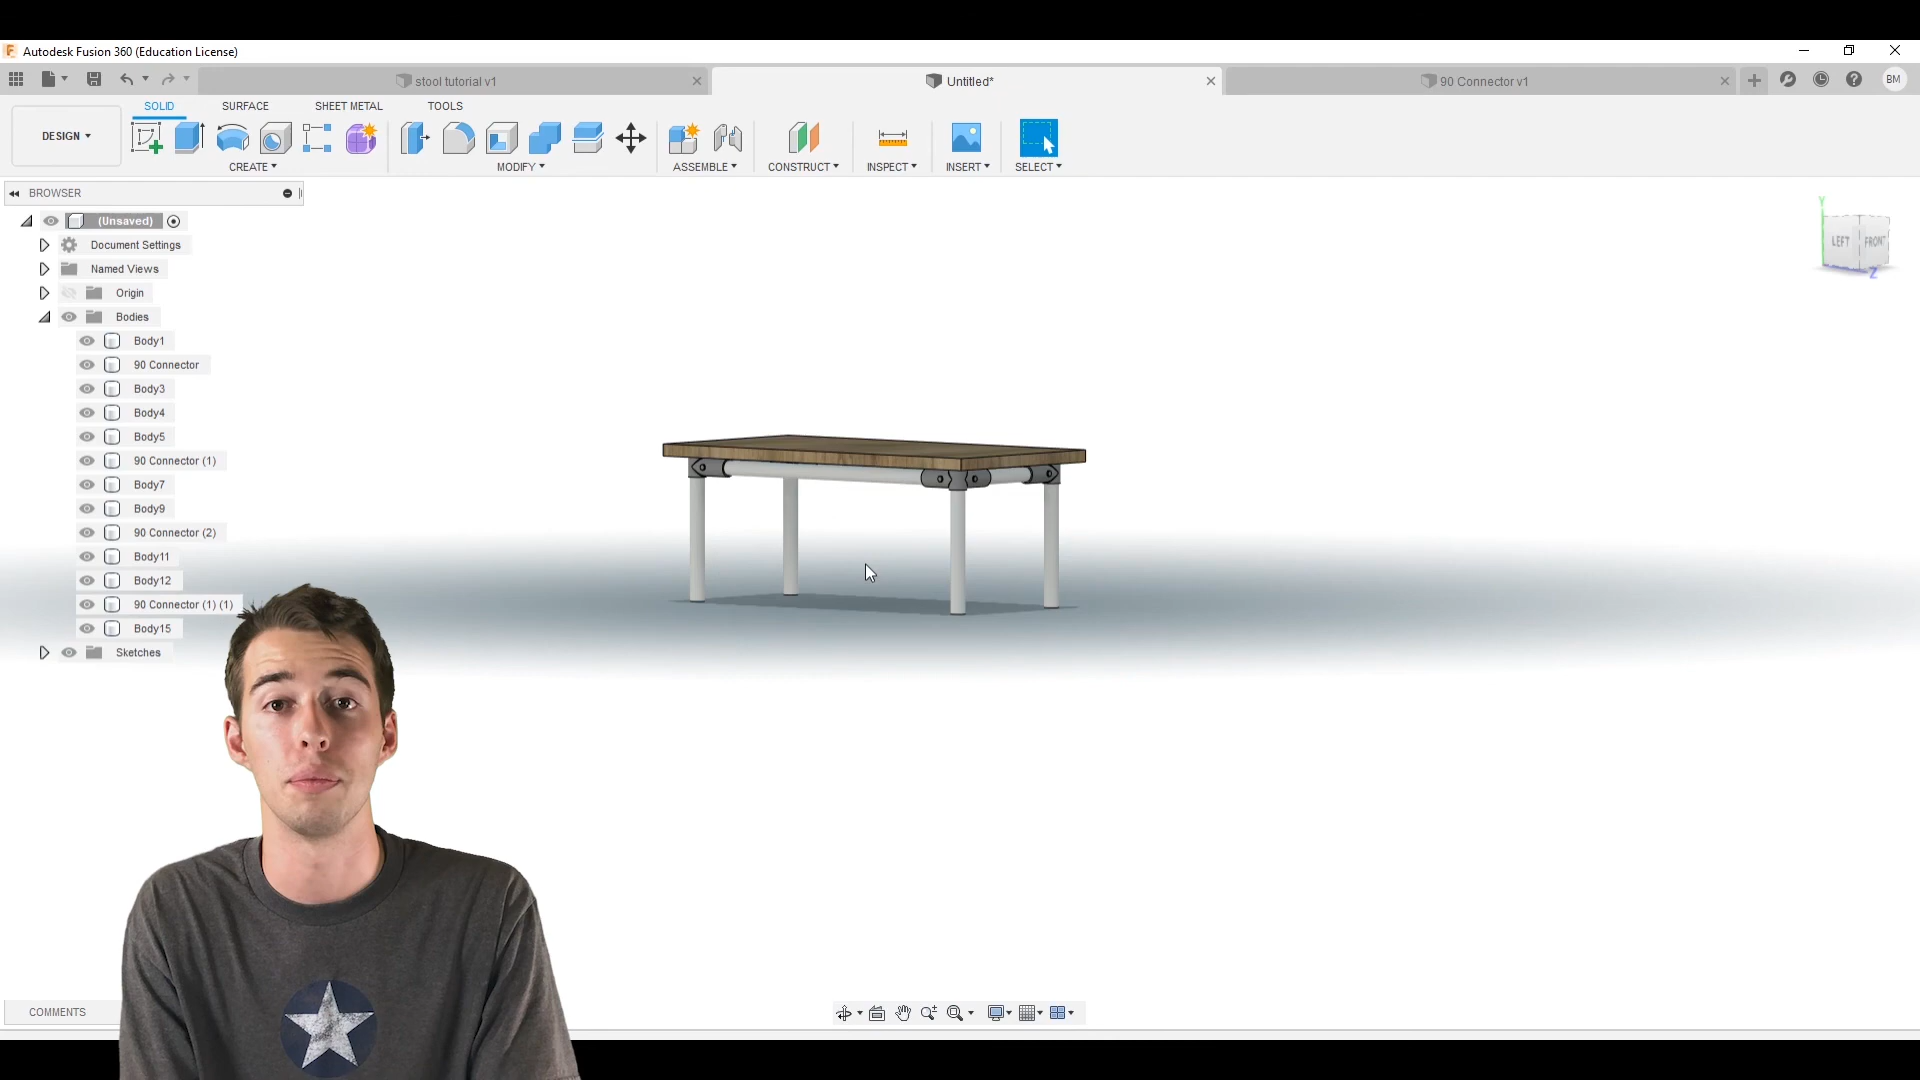 Autodesk Fusion 360 (Education License)
stool tutorial v1
Untitled*
90 Connector v1
BM
DESIGN
SOLID
SURFACE
SHEET METAL
TOOLS
CREATE
MODIFY
ASSEMBLE
CONSTRUCT
INSPECT
INSERT
SELECT
BROWSER
(Unsaved)
Document Settings
Named Views
Origin
Bodies
Body1
90 Connector
Body3
Body4
Body5
90 Connector (1)
Body7
Body9
90 Connector (2)
Body11
Body12
90 Connector (1) (1)
Body15
Sketches
Y
LEFT
FRONT
Z
COMMENTS